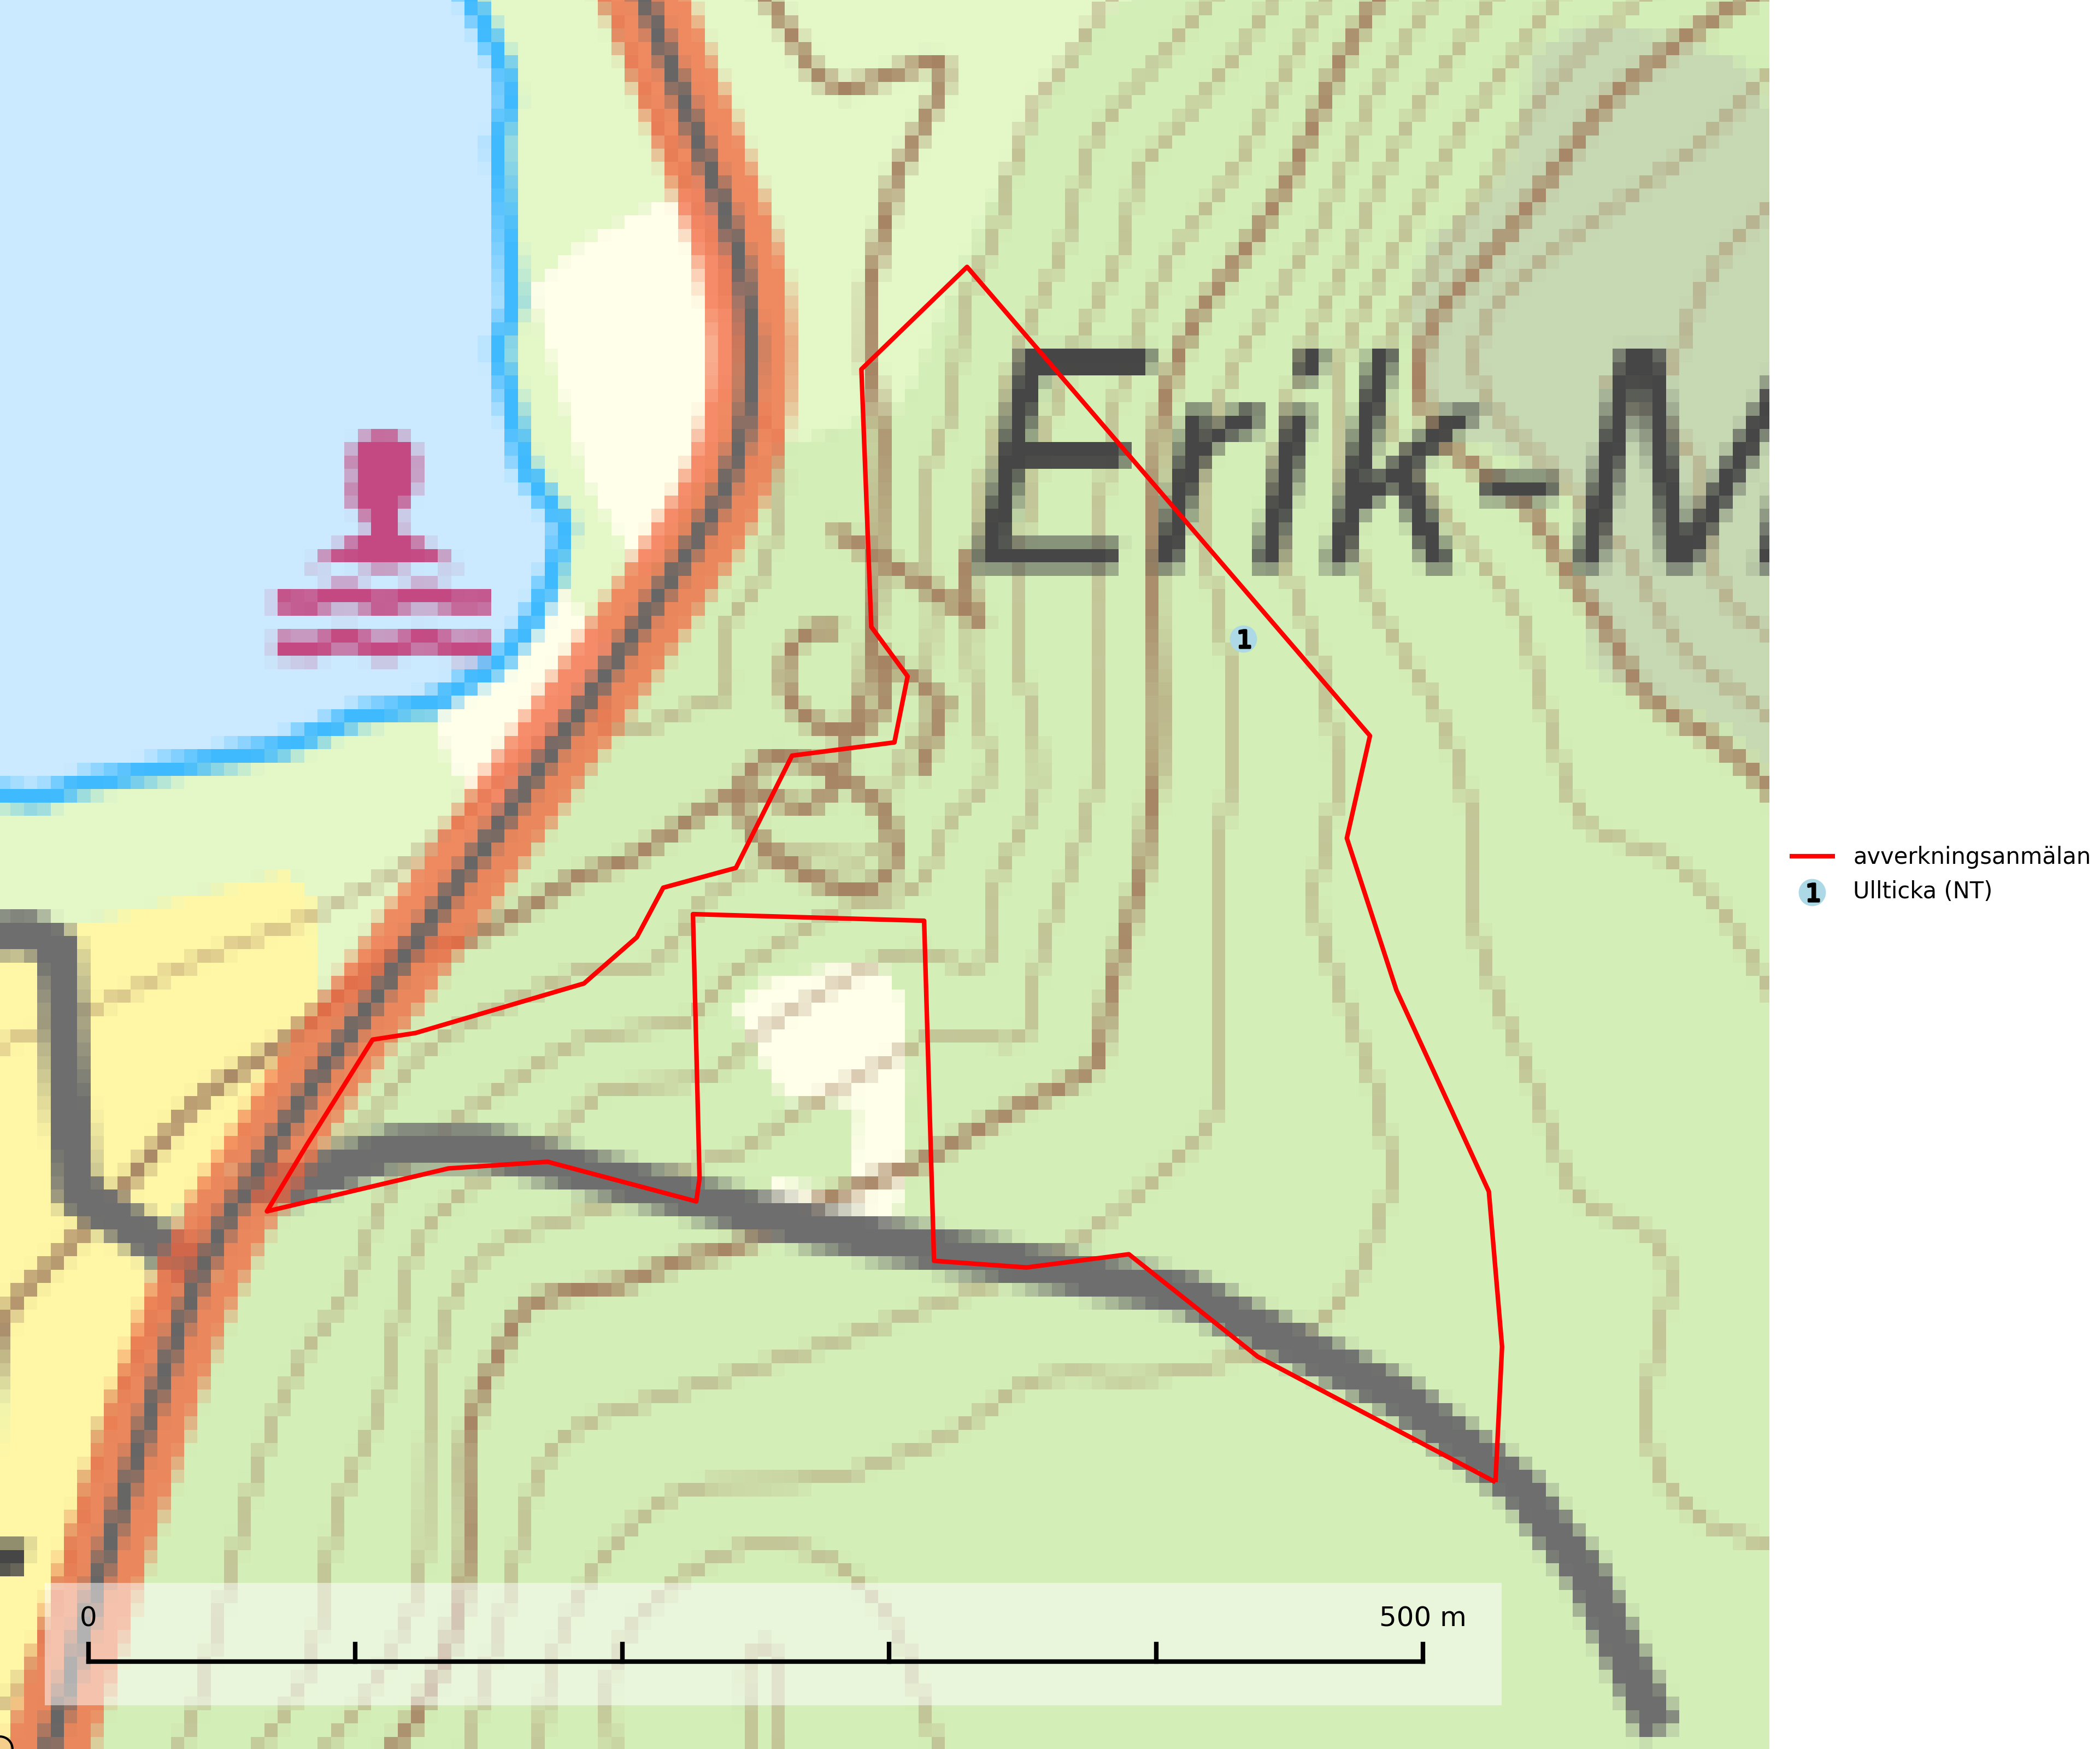 Erik-M
1
avverkningsanmälan
1 Ullticka (NT)
0 500 m